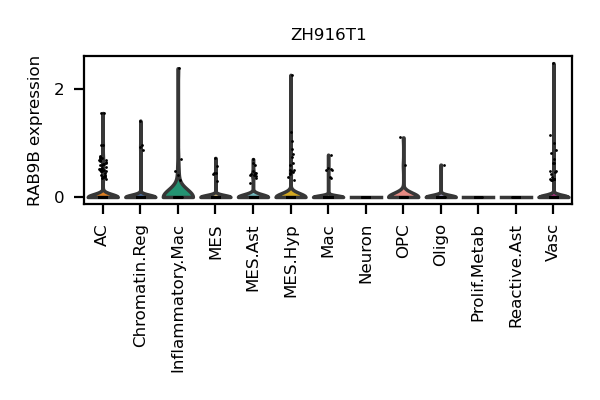 ZH916T1
RAB9B expression
2
0
AC
Chromatin.Reg
Inflammatory.Mac
MES
MES.Ast
MES.Hyp
Mac
Neuron
OPC
Oligo
Prolif.Metab
Reactive.Ast
Vasc